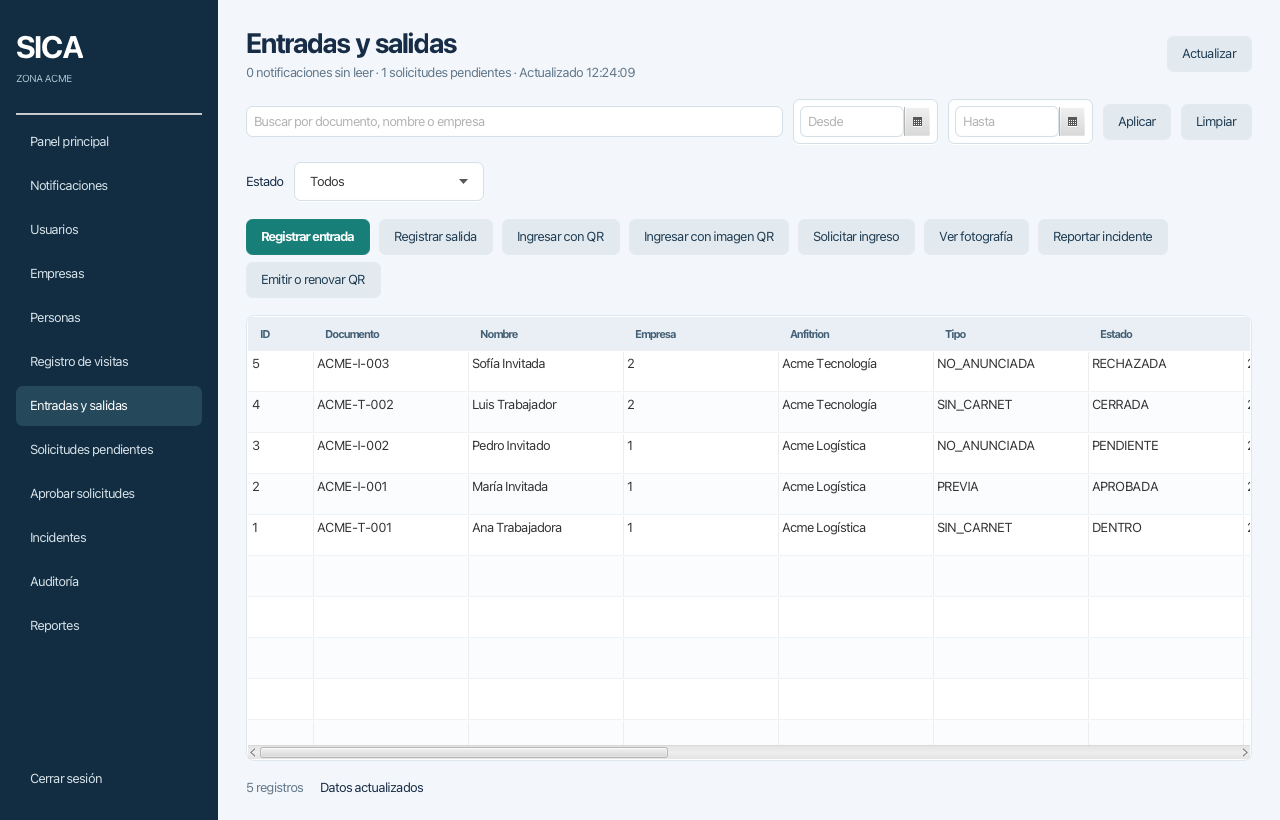 SICA
ZONA ACME
Panel principal
Notificaciones
Usuarios
Empresas
Personas
Registro de visitas
Entradas y salidas
Solicitudes pendientes
Aprobar solicitudes
Incidentes
Auditoría
Reportes
Cerrar sesión
Entradas y salidas
0 notificaciones sin leer · 1 solicitudes pendientes · Actualizado 12:24:09
Actualizar
Buscar por documento, nombre o empresa Desde Hasta Aplicar Limpiar
Estado Todos
Registrar entrada Registrar salida Ingresar con QR Ingresar con imagen QR Solicitar ingreso Ver fotografía Reportar incidente
Emitir o renovar QR
ID Documento Nombre Empresa Anfitrion Tipo Estado
5 ACME-I-003 Sofía Invitada 2 Acme Tecnología NO_ANUNCIADA RECHAZADA
4 ACME-T-002 Luis Trabajador 2 Acme Tecnología SIN_CARNET CERRADA
3 ACME-I-002 Pedro Invitado 1 Acme Logística NO_ANUNCIADA PENDIENTE
2 ACME-I-001 María Invitada 1 Acme Logística PREVIA APROBADA
1 ACME-T-001 Ana Trabajadora 1 Acme Logística SIN_CARNET DENTRO
5 registros Datos actualizados